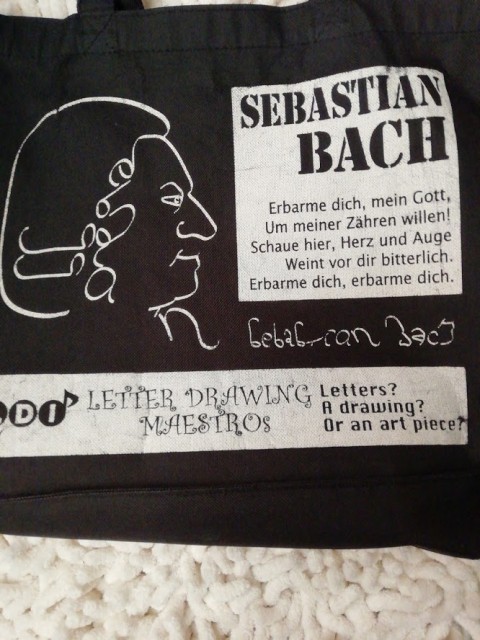 SEBASTIAN
BACH
Erbarme dich, mein Gott,
Um meiner Zähren willen!
Schaue hier, Herz und Auge
Weint vor dir bitterlich.
Erbarme dich, erbarme dich.
LETTER DRAWING
MAESTROs
Letters?
A drawing?
Or an art piece?